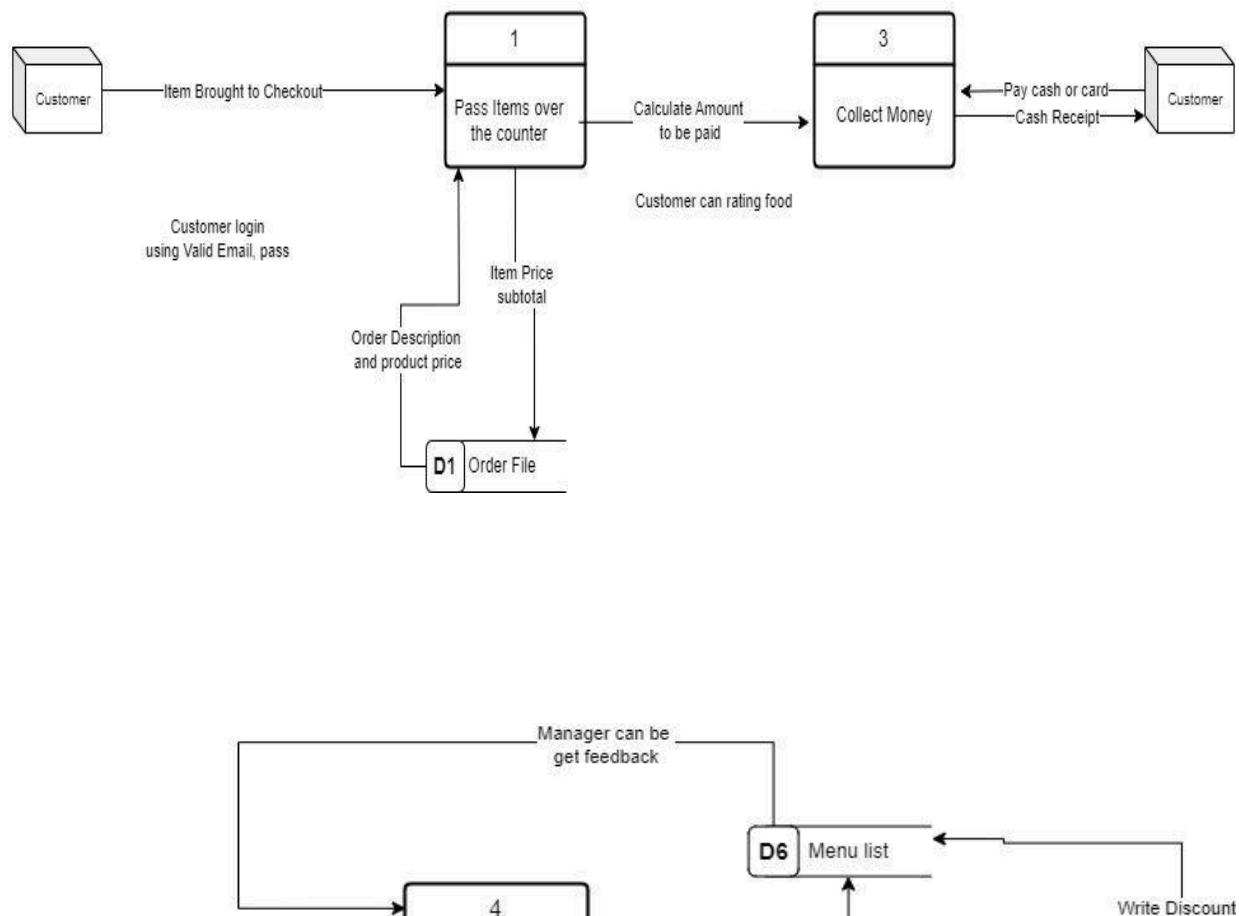 1
3
Customer
Item Brought to Checkout
Pass Items over
the counter
Calculate Amount
to be paid
Collect Money
Pay cash or card
Cash Receipt
Customer
Customer can rating food
Customer login
using Valid Email, pass
Item Price
subtotal
Order Description
and product price
D1 Order File
Manager can be
get feedback
D6 Menu list
4
Write Discount